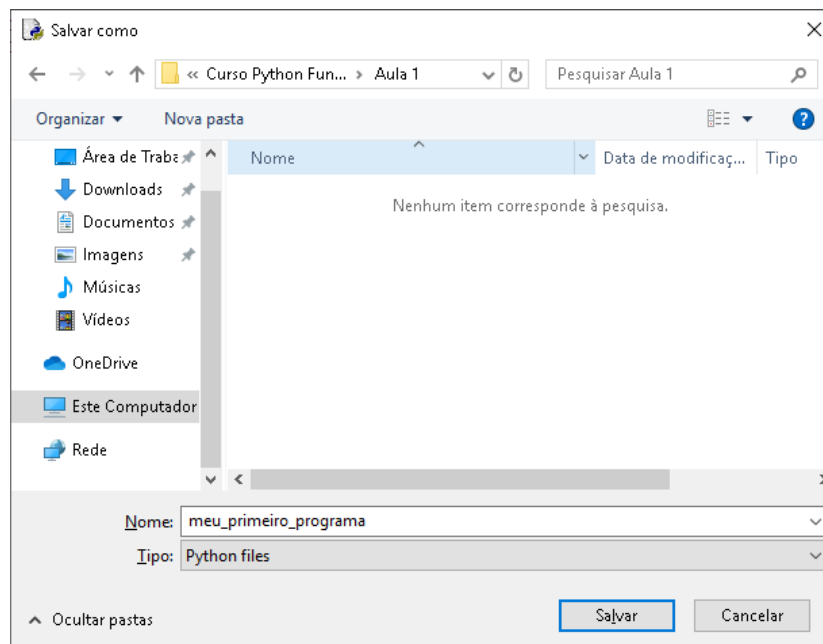 Salvar como
« Curso Python Fun... > Aula 1
Pesquisar Aula 1
Organizar
Nova pasta
?
Área de Traba
Downloads
Documentos
Imagens
Músicas
Vídeos
OneDrive
Este Computador
Rede
Nome Data de modificaç... Tipo
Nenhum item corresponde à pesquisa.
Nome: meu_primeiro_programa
Tipo: Python files
Ocultar pastas
Salvar
Cancelar